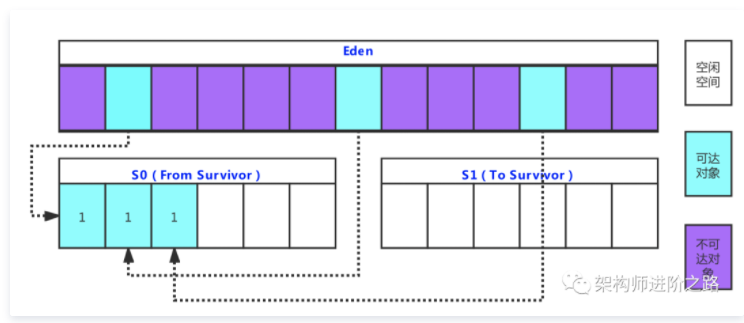 Eden
空闲
空间
S0（From Survivor）
S1（To Survivor）
可达
对象
1 1 1
不可
达对
象
架构师进阶之路